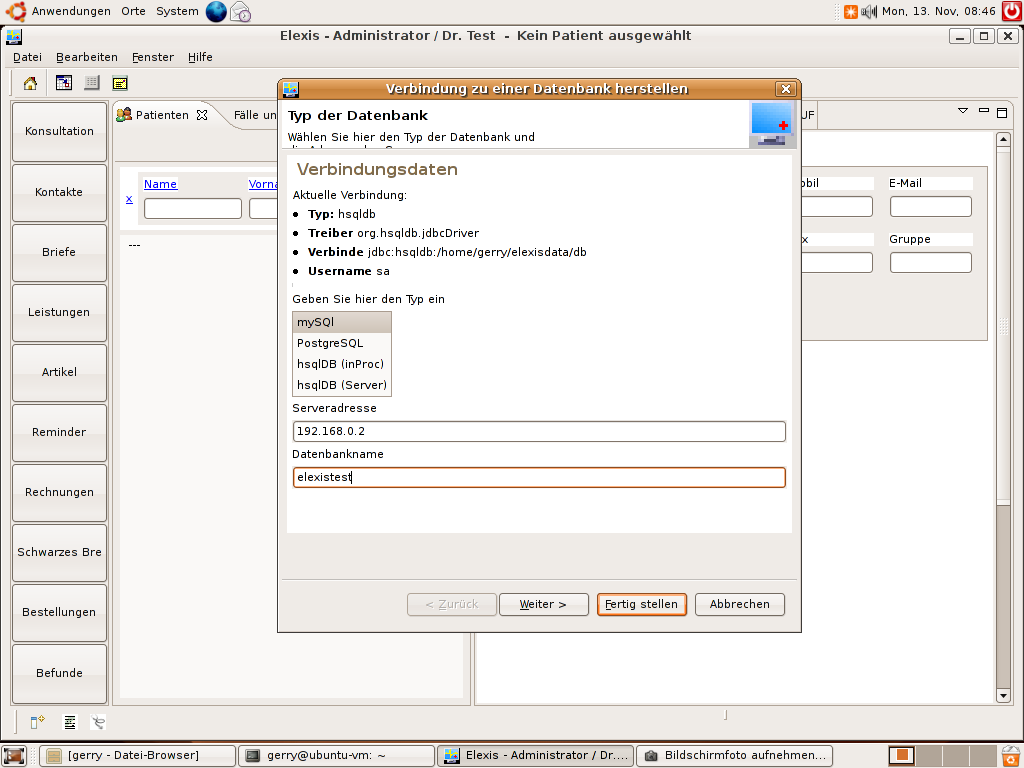 Anwendungen Orte System Mon, 13. Nov, 08:46
Elexis - Administrator / Dr. Test - Kein Patient ausgewählt
Datei Bearbeiten Fenster Hilfe
Verbindung zu einer Datenbank herstellen
Typ der Datenbank
Wählen Sie hier den Typ der Datenbank und
Verbindungsdaten
Aktuelle Verbindung:
• Typ: hsqldb
• Treiber org.hsqldb.jdbcDriver
• Verbinde jdbc:hsqldb:/home/gerry/elexisdata/db
• Username sa
Geben Sie hier den Typ ein
mySQl
PostgreSQL
hsqlDB (inProc)
hsqlDB (Server)
Serveradresse
192.168.0.2
Datenbankname
elexistest
< Zurück Weiter > Fertig stellen Abbrechen
Konsultation
Kontakte
Briefe
Leistungen
Artikel
Reminder
Rechnungen
Schwarzes Bre
Bestellungen
Befunde
Patienten Fälle un
UF
x Name Vorna
---
obil E-Mail
x Gruppe
[gerry - Datei-Browser] gerry@ubuntu-vm: ~ Elexis - Administrator / Dr.... Bildschirmfoto aufnehmen...